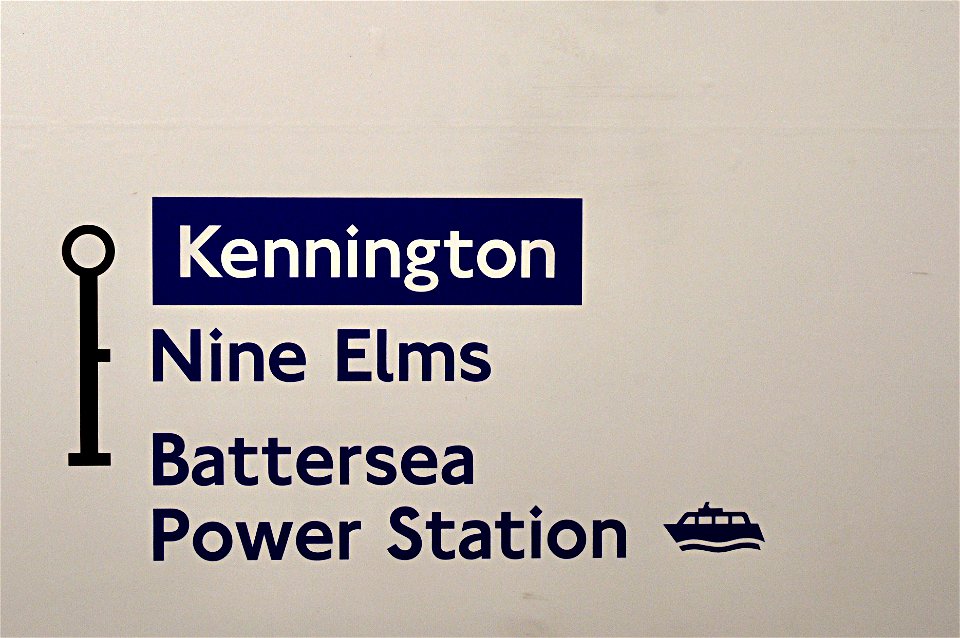 Kennington
Nine Elms
Battersea
Power Station